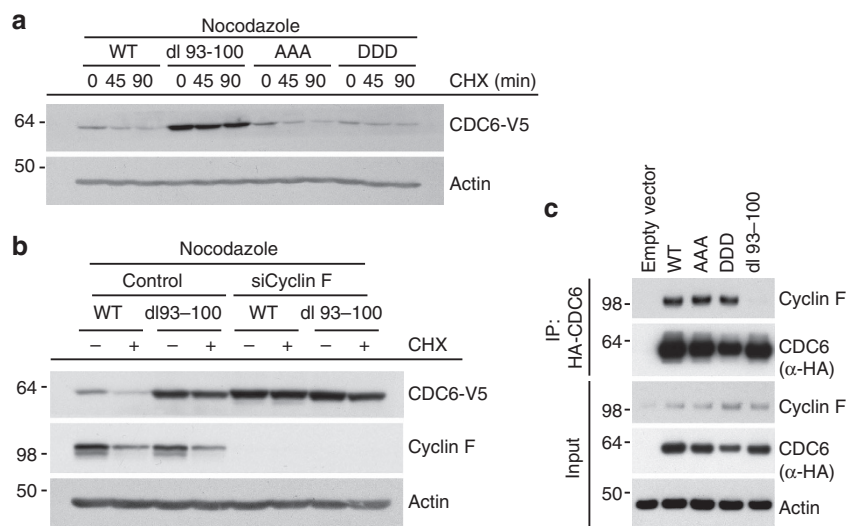 a
Nocodazole
WT dl 93-100 AAA DDD
0 45 90 0 45 90 0 45 90 0 45 90 CHX (min)
64 - CDC6-V5
50 - Actin
b
Nocodazole
Control siCyclin F
WT dl93–100 WT dl 93–100
– + – + – + – + CHX
64 - CDC6-V5
98 - Cyclin F
50 - Actin
c
Empty vector WT AAA DDD dl 93–100
IP: HA-CDC6
98 - Cyclin F
64 - CDC6 (α-HA)
Input
98 - Cyclin F
64 - CDC6 (α-HA)
50 - Actin